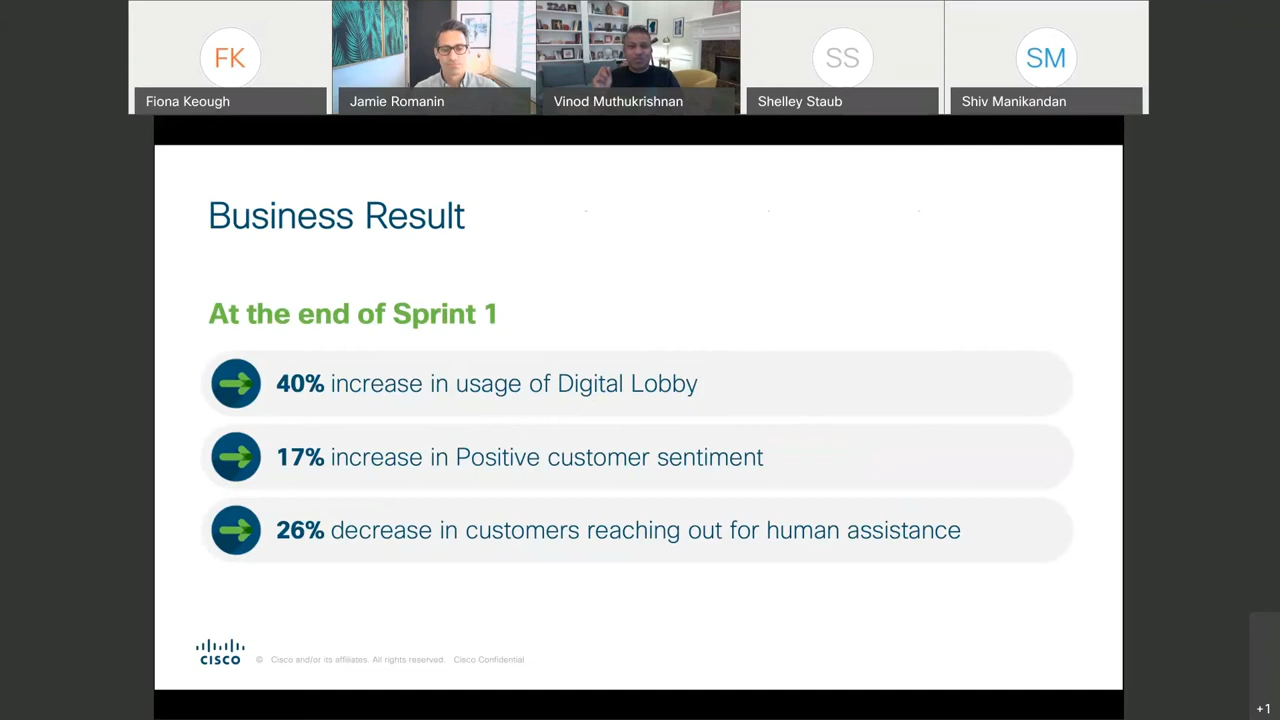 FK
SS
SM
Fiona Keough
Jamie Romanin
Vinod Muthukrishnan
Shelley Staub
Shiv Manikandan
Business Result
At the end of Sprint 1
40% increase in usage of Digital Lobby
17% increase in Positive customer sentiment
26% decrease in customers reaching out for human assistance
CISCO
© Cisco and/or its affiliates. All rights reserved. Cisco Confidential
+1